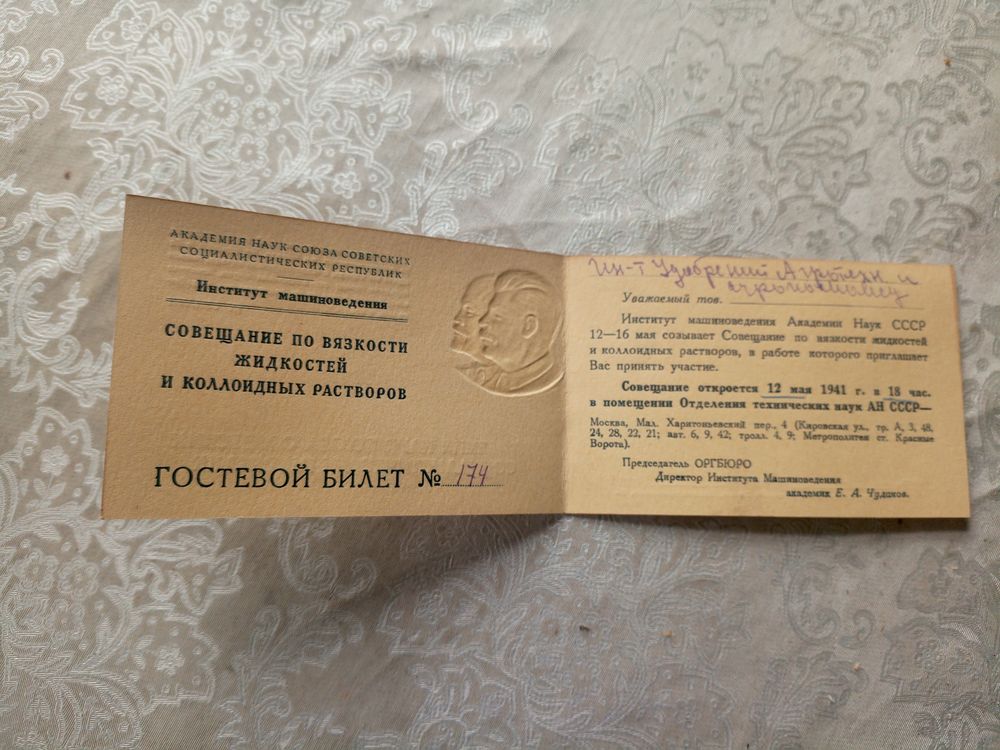 АКАДЕМИЯ НАУК СОЮЗА СОВЕТСКИХ
СОЦИАЛИСТИЧЕСКИХ РЕСПУБЛИК
Институт машиноведения
СОВЕЩАНИЕ ПО ВЯЗКОСТИ
ЖИДКОСТЕЙ
И КОЛЛОИДНЫХ РАСТВОРОВ
ГОСТЕВОЙ БИЛЕТ № 174
Ин-т Удобрений Агротехн и
агропочвовед
Уважаемый тов.
Институт машиноведения Академии Наук СССР
12—16 мая созывает Совещание по вязкости жидкостей
и коллоидных растворов, в работе которого приглашает
Вас принять участие.
Совещание откроется 12 мая 1941 г. в 18 час.
в помещении Отделения технических наук АН СССР—
Москва, Мал. Харитоньевский пер., 4 (Кировская ул., тр. А, 3, 48,
24, 28, 22, 21; авт. 6, 9, 42; тролл. 4, 9; Метрополитен ст. Красные
Ворота).
Председатель ОРГБЮРО
Директор Института Машиноведения
академик Е. А. Чудаков.